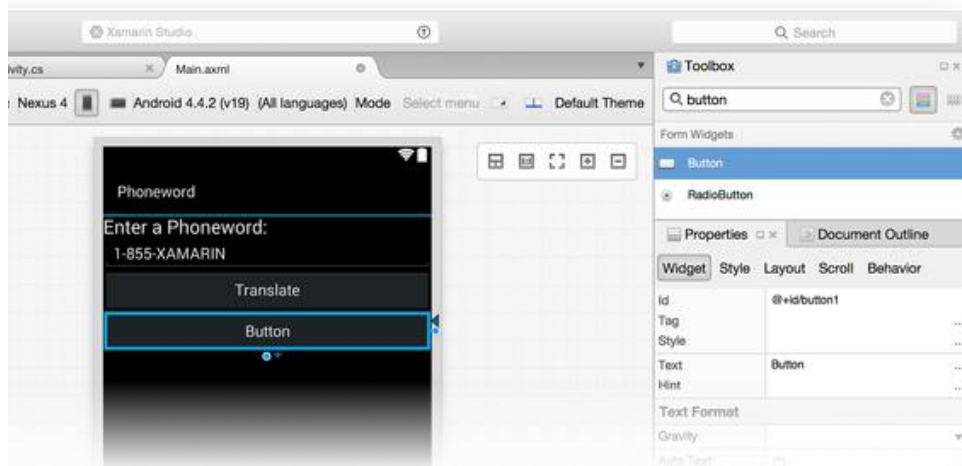 Xamarin Studio
Search
ivity.cs
Main.axml
Toolbox
Nexus 4
Android 4.4.2 (v19)
(All languages)
Mode
Select menu
Default Theme
button
Form Widgets
Button
RadioButton
Phoneword
Enter a Phoneword:
1-855-XAMARIN
Translate
Button
Properties
Document Outline
Widget
Style
Layout
Scroll
Behavior
Id
@+id/button1
Tag
Style
Text
Button
Hint
Text Format
Gravity
Auto Text